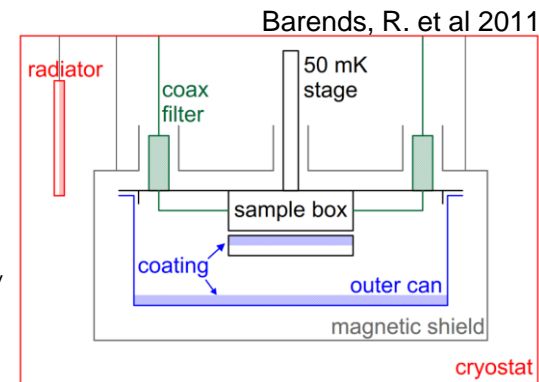 Barends, R. et al 2011
radiator
coax
filter
50 mK
stage
sample box
coating
outer can
magnetic shield
cryostat